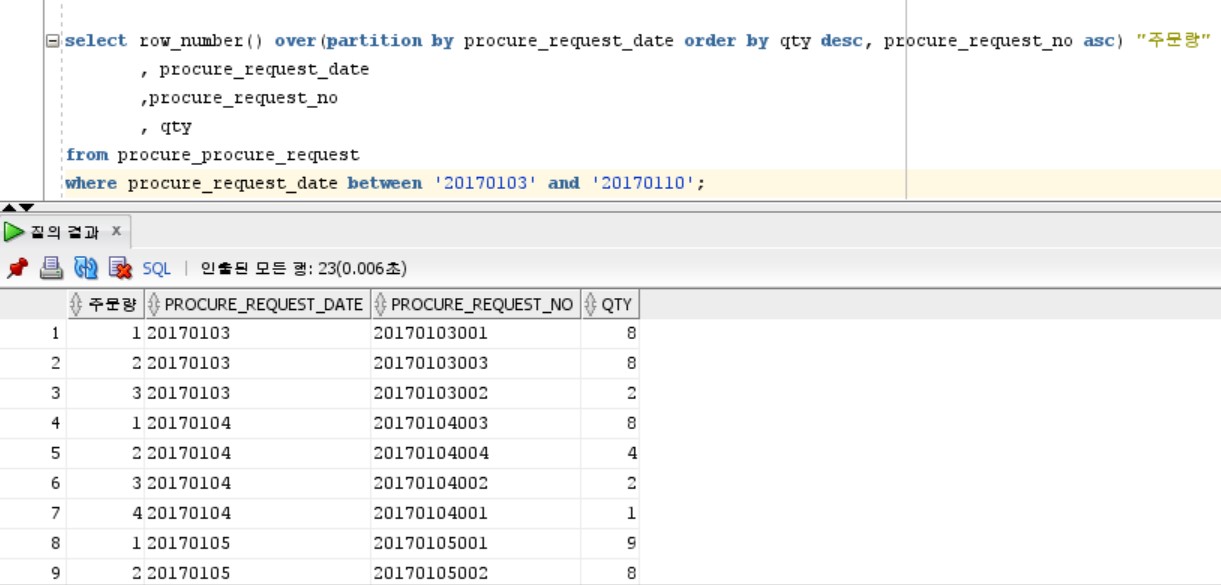 select row_number() over(partition by procure_request_date order by qty desc, procure_request_no asc) "주문량"
, procure_request_date
,procure_request_no
, qty
from procure_procure_request
where procure_request_date between '20170103' and '20170110';
질의 결과 x
SQL | 인출된 모든 행: 23(0.006초)
주문량 PROCURE_REQUEST_DATE PROCURE_REQUEST_NO QTY
1 1 20170103 20170103001 8
2 2 20170103 20170103003 8
3 3 20170103 20170103002 2
4 1 20170104 20170104003 8
5 2 20170104 20170104004 4
6 3 20170104 20170104002 2
7 4 20170104 20170104001 1
8 1 20170105 20170105001 9
9 2 20170105 20170105002 8